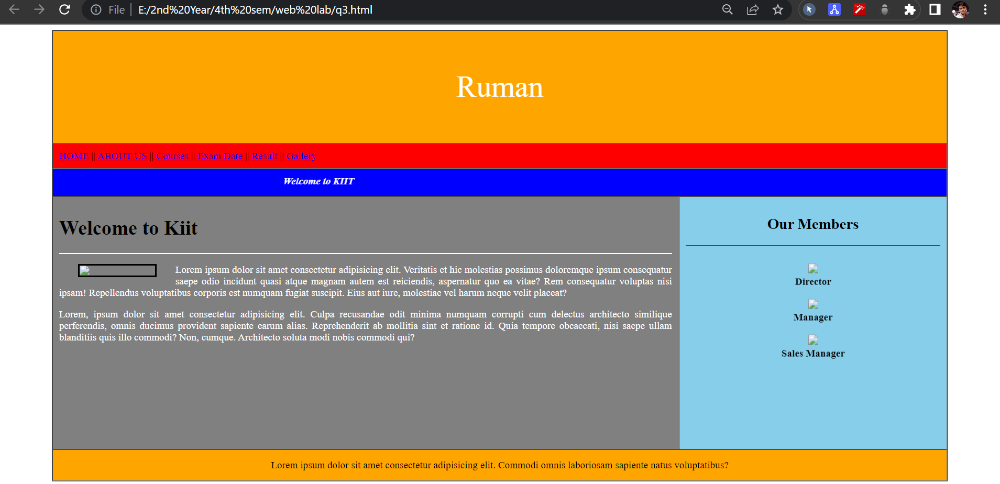 File E:/2nd%20Year/4th%20sem/web%20lab/q3.html
Ruman
HOME || ABOUT US || Courses || Exam Date || Result || Gallery
Welcome to KIIT
Welcome to Kiit
Lorem ipsum dolor sit amet consectetur adipisicing elit. Veritatis et hic molestias possimus doloremque ipsum consequatur
saepe odio incidunt quasi atque magnam autem est reiciendis, aspernatur quo ea vitae? Rem consequatur voluptas nisi
ipsam! Repellendus voluptatibus corporis est numquam fugiat suscipit. Eius aut iure, molestiae vel harum neque velit placeat?
Lorem, ipsum dolor sit amet consectetur adipisicing elit. Culpa recusandae odit minima numquam corrupti cum delectus architecto similique
perferendis, omnis ducimus provident sapiente earum alias. Reprehenderit ab mollitia sint et ratione id. Quia tempore obcaecati, nisi saepe ullam
blanditiis quis illo commodi? Non, cumque. Architecto soluta modi nobis commodi qui?
Our Members
Director
Manager
Sales Manager
Lorem ipsum dolor sit amet consectetur adipisicing elit. Commodi omnis laboriosam sapiente natus voluptatibus?